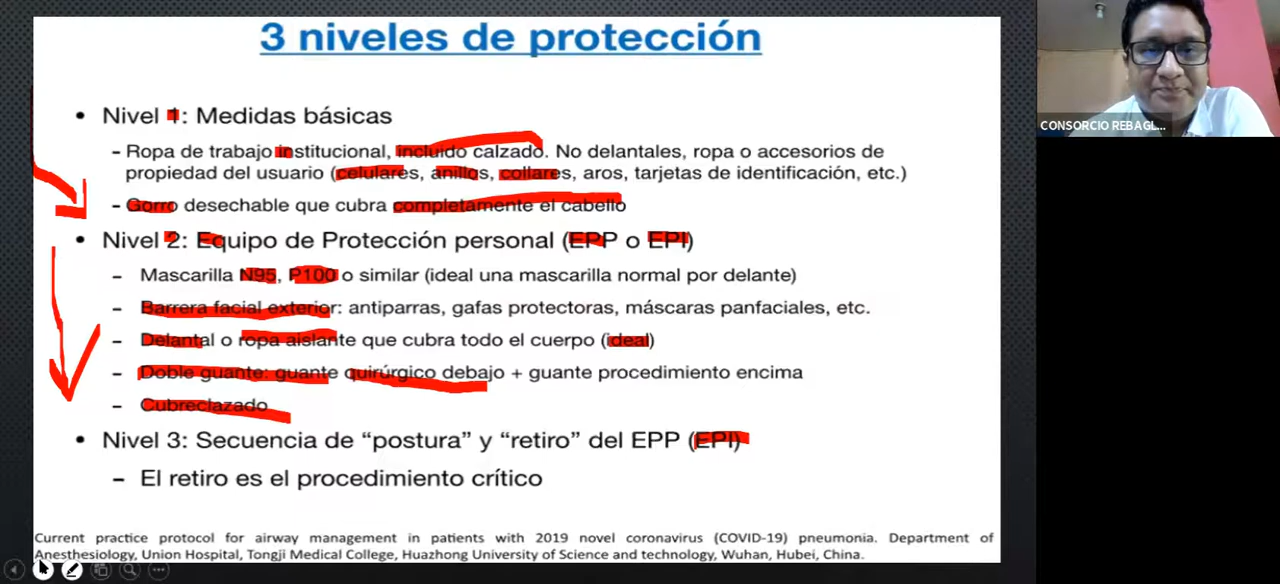 3 niveles de protección
CONSORCIO REBAGL...
• Nivel 1: Medidas básicas
- Ropa de trabajo institucional, incluido calzado. No delantales, ropa o accesorios de
propiedad del usuario (celulares, anillos, collares, aros, tarjetas de identificación, etc.)
- Gorro desechable que cubra completamente el cabello
• Nivel 2: Equipo de Protección personal (EPP o EPI)
- Mascarilla N95, P100 o similar (ideal una mascarilla normal por delante)
- Barrera facial exterior: antiparras, gafas protectoras, máscaras panfaciales, etc.
- Delantal o ropa aislante que cubra todo el cuerpo (ideal)
- Doble guante: guante quirúrgico debajo + guante procedimiento encima
- Cubreclazado
• Nivel 3: Secuencia de “postura” y “retiro” del EPP (EPI)
- El retiro es el procedimiento crítico
Current practice protocol for airway management in patients with 2019 novel coronavirus (COVID-19) pneumonia. Department of
Anesthesiology, Union Hospital, Tongji Medical College, Huazhong University of Science and technology, Wuhan, Hubei, China.